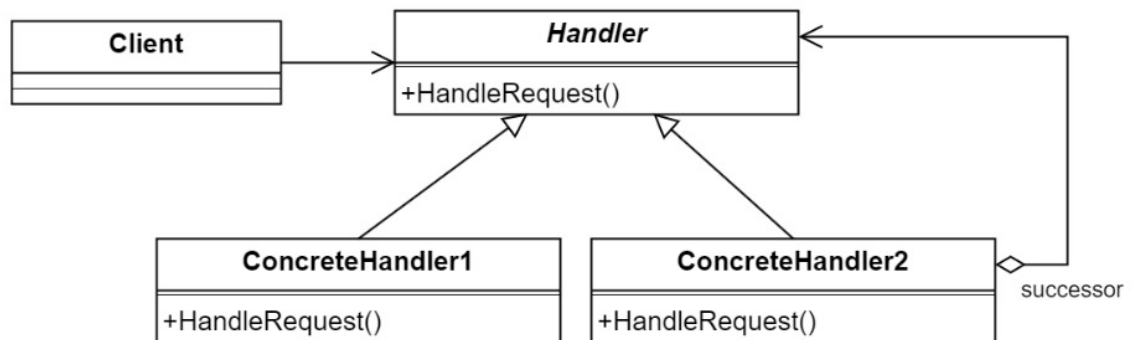 Client
Handler
+HandleRequest()
ConcreteHandler1
+HandleRequest()
ConcreteHandler2
+HandleRequest()
successor